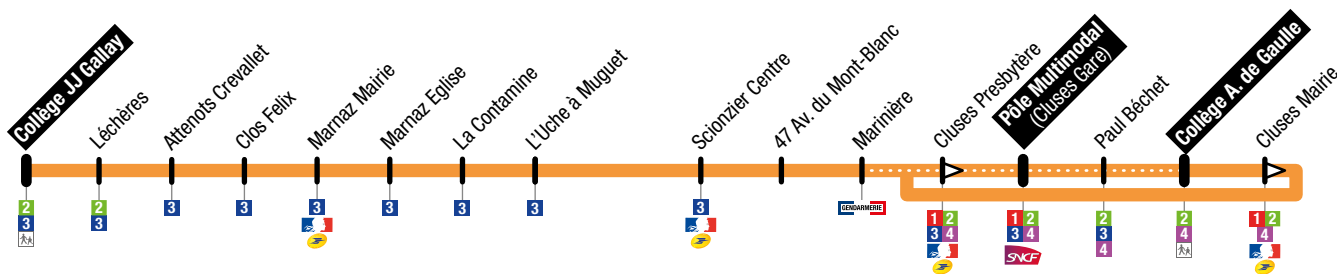 Collège JJ Gallay
Léchères
Attenots Crevallet
Clos Felix
Marnaz Mairie
Marnaz Eglise
La Contamine
L'Uche à Muguet
Scionzier Centre
47 Av. du Mont-Blanc
Marinière
Cluses Presbytère
Pôle Multimodal
(Cluses Gare)
Paul Béchet
Collège A. de Gaulle
Cluses Mairie
2
3
2
3
3
3
3
3
3
3
3
GENDARMERIE
1 2
3 4
1 2
3 4
SNCF
2
3
4
2
4
1 2
4